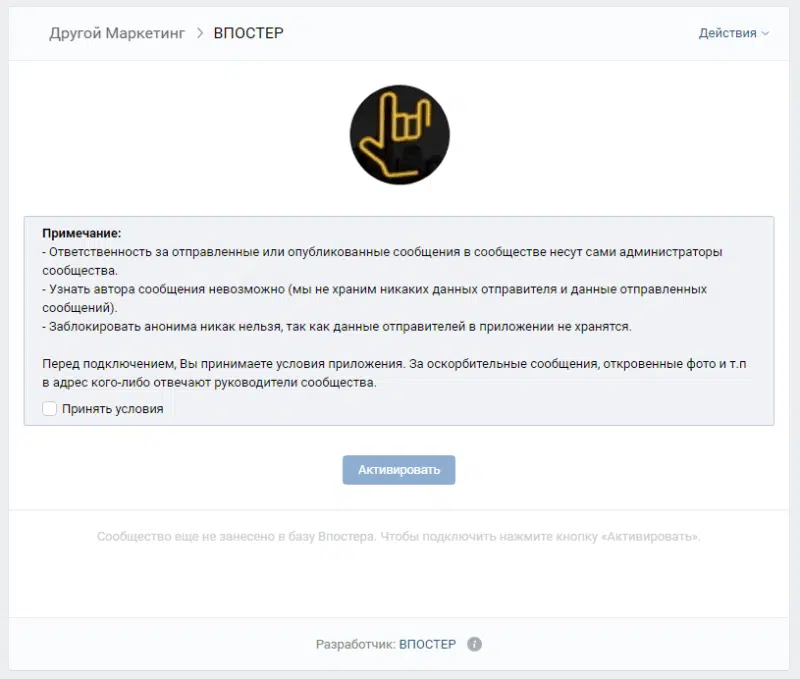 Другой Маркетинг > ВПОСТЕР
Действия
Примечание:
- Ответственность за отправленные или опубликованные сообщения в сообществе несут сами администраторы
сообщества.
- Узнать автора сообщения невозможно (мы не храним никаких данных отправителя и данные отправленных
сообщений).
- Заблокировать анонима никак нельзя, так как данные отправителей в приложении не хранятся.
Перед подключением, Вы принимаете условия приложения. За оскорбительные сообщения, откровенные фото и т.п
в адрес кого-либо отвечают руководители сообщества.
Принять условия
Активировать
Сообщество еще не занесено в базу Впостера. Чтобы подключить нажмите кнопку «Активировать».
Разработчик: ВПОСТЕР